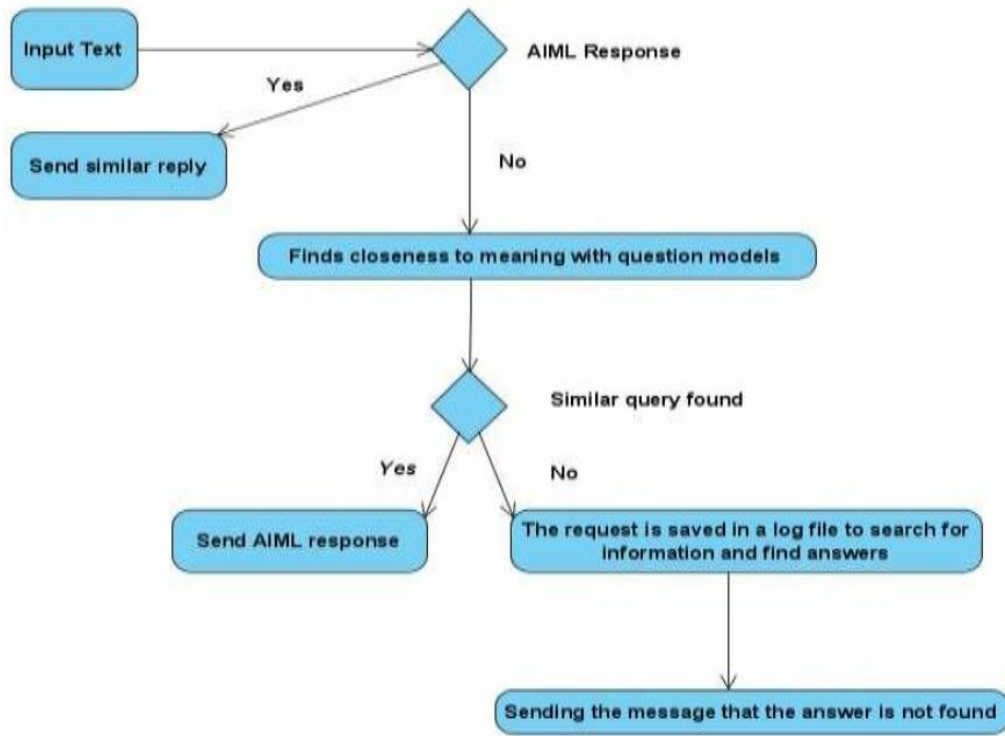 Input Text
AIML Response
Yes
Send similar reply
No
Finds closeness to meaning with question models
Similar query found
Yes
No
Send AIML response
The request is saved in a log file to search for
information and find answers
Sending the message that the answer is not found